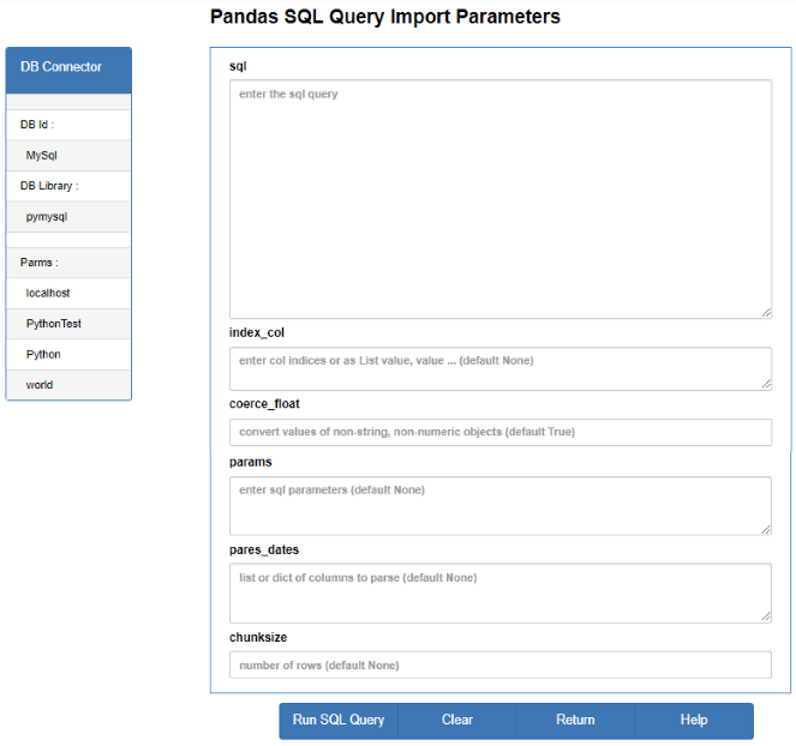 Pandas SQL Query Import Parameters
DB Connector
DB Id :
MySql
DB Library :
pymysql
Parms :
localhost
PythonTest
Python
world
sql
enter the sql query
index_col
enter col indices or as List value, value ... (default None)
coerce_float
convert values of non-string, non-numeric objects (default True)
params
enter sql parameters (default None)
pares_dates
list or dict of columns to parse (default None)
chunksize
number of rows (default None)
Run SQL Query
Clear
Return
Help